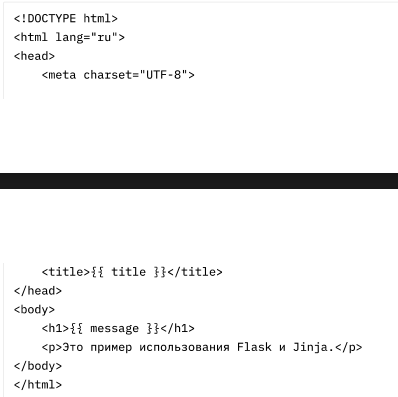 <!DOCTYPE html>
<html lang="ru">
<head>
    <meta charset="UTF-8">
    <title>{{ title }}</title>
</head>
<body>
    <h1>{{ message }}</h1>
    <p>Это пример использования Flask и Jinja.</p>
</body>
</html>